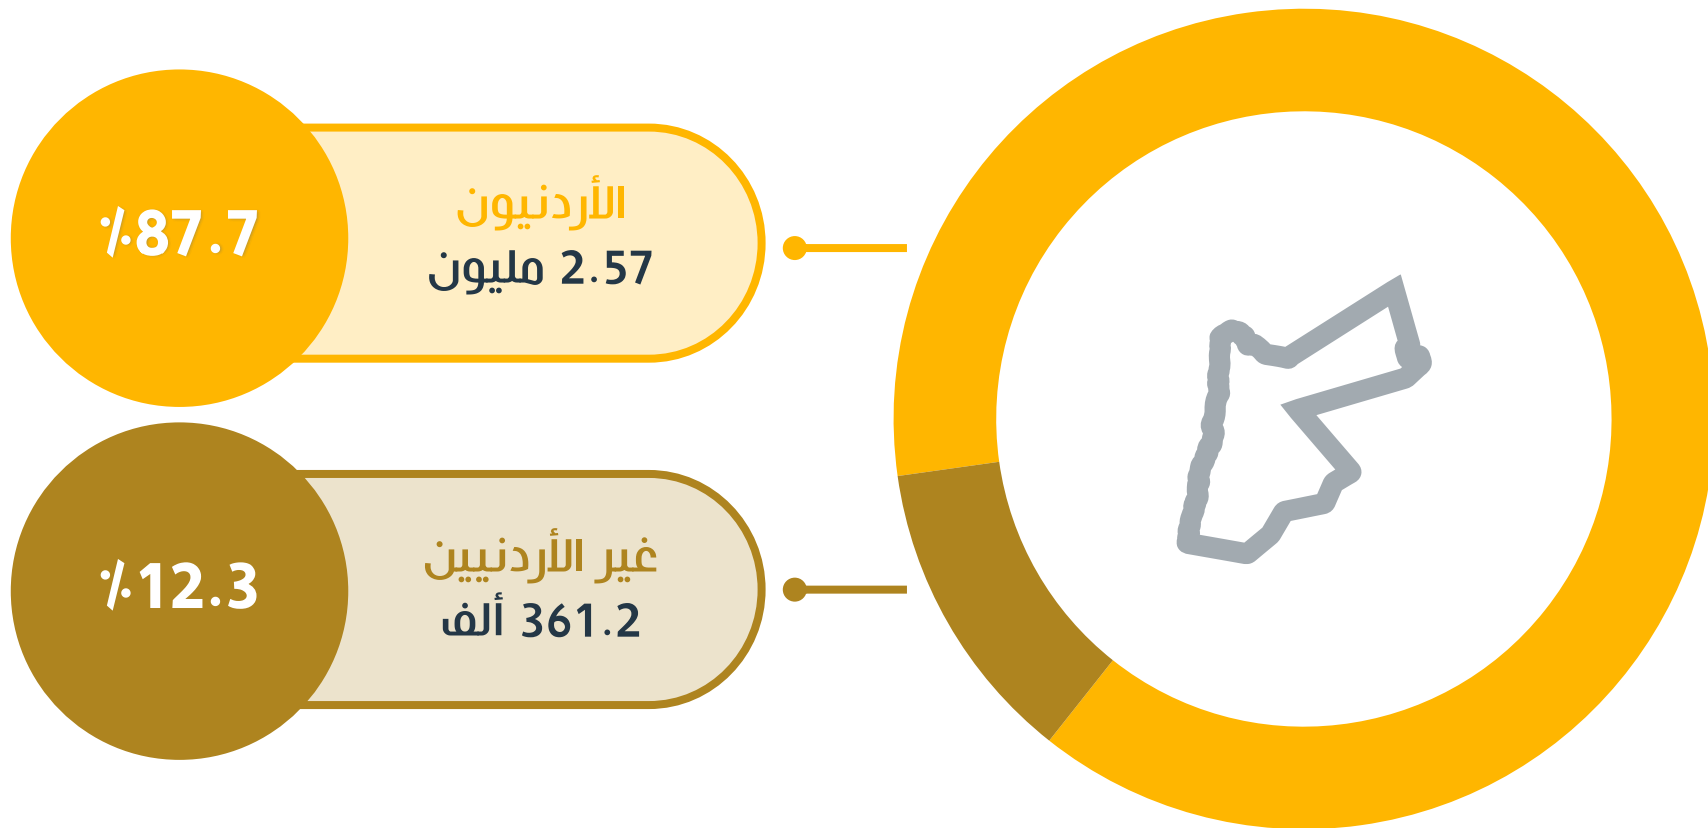 الأردنيون
2.57 مليون
٪87.7
غير الأردنيين
361.2 ألف
٪12.3